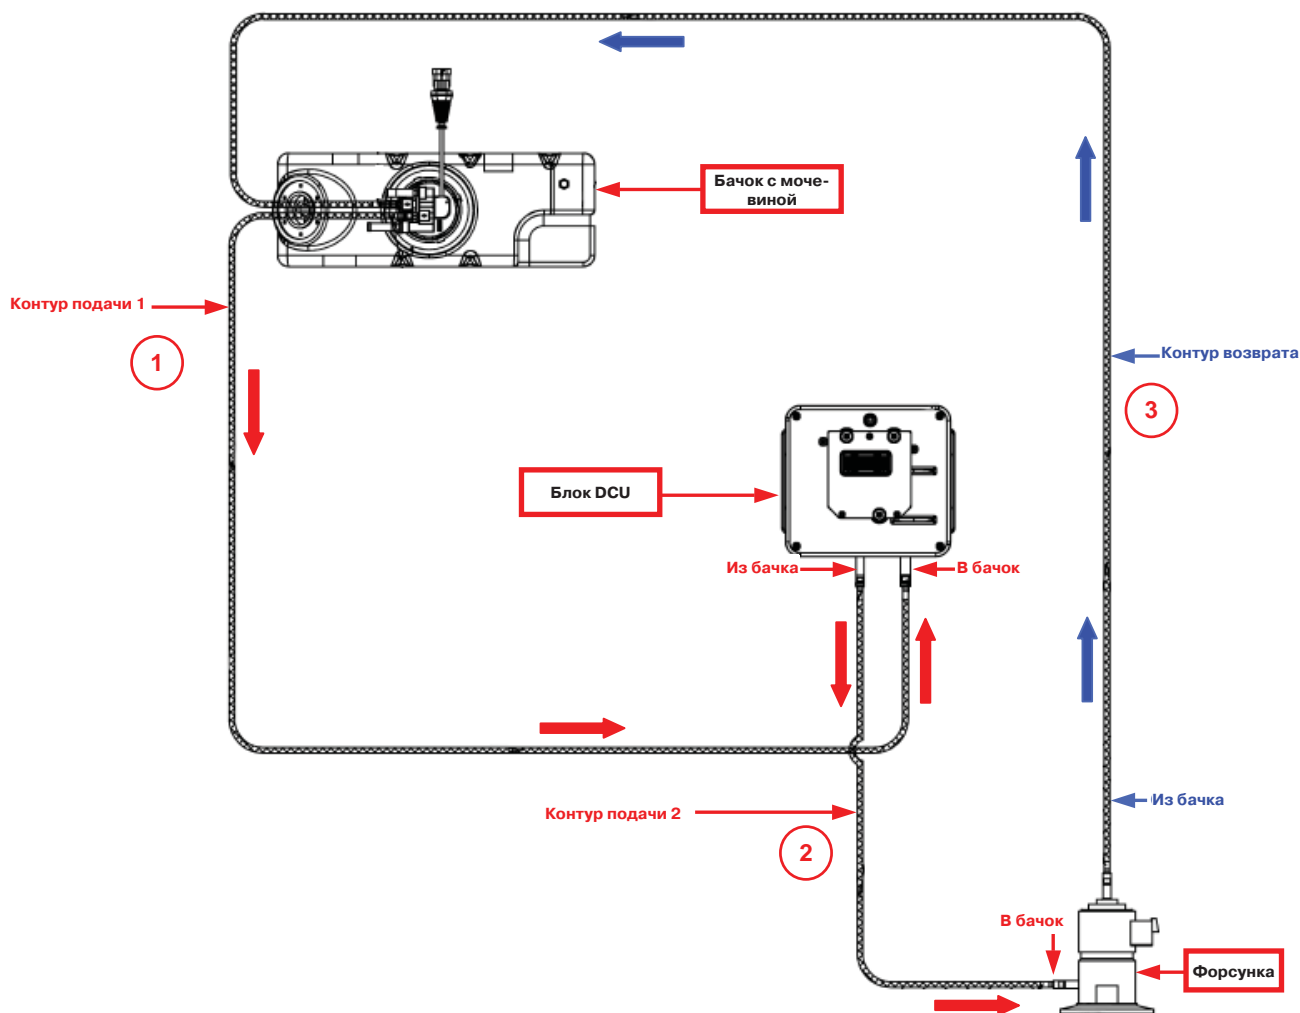 Бачок с моче-
виной
Контур подачи 1
1
Контур возврата
3
Блок DCU
Из бачка
В бачок
Из бачка
Контур подачи 2
2
В бачок
Форсунка